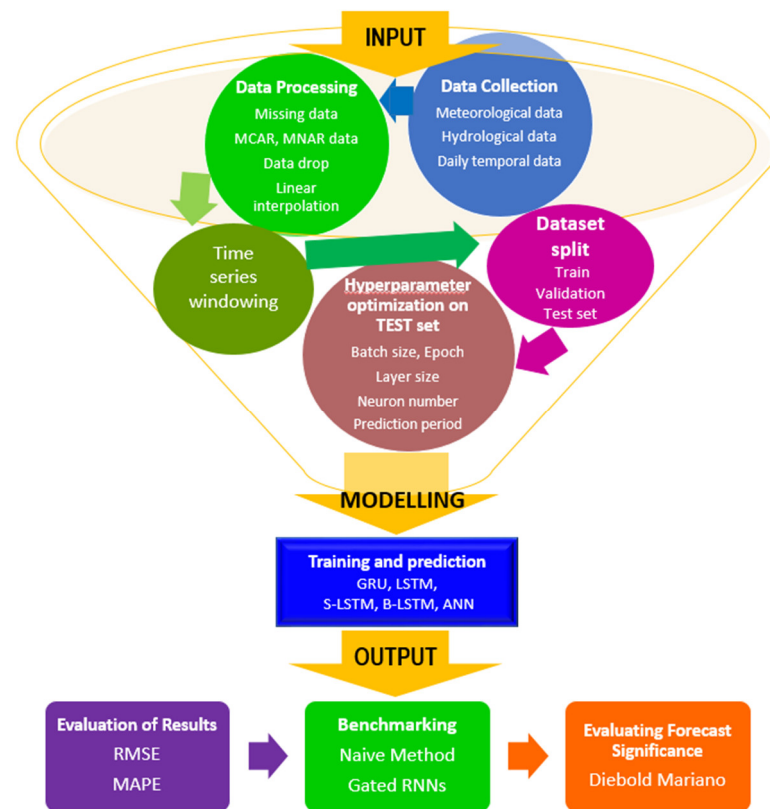 INPUT
Data Collection
Meteorological data
Hydrological data
Daily temporal data
Data Processing
Missing data
MCAR, MNAR data
Data drop
Linear
interpolation
Time
series
windowing
Dataset
split
Train
Validation
Test set
Hyperparameter
optimization on
TEST set
Batch size, Epoch
Layer size
Neuron number
Prediction period
MODELLING
Training and prediction
GRU, LSTM,
S-LSTM, B-LSTM, ANN
OUTPUT
Evaluation of Results
RMSE
MAPE
Benchmarking
Naive Method
Gated RNNs
Evaluating Forecast
Significance
Diebold Mariano